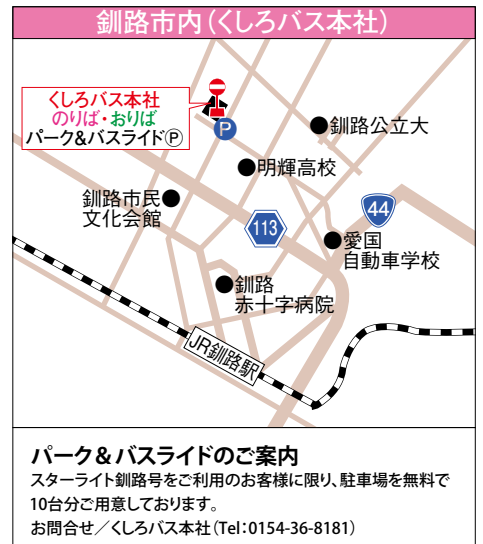 釧路市内（くしろバス本社）
くしろバス本社
のりば・おりば
パーク&バスライドⓅ
P
釧路公立大
明輝高校
釧路市民
文化会館
44
113
愛国
自動車学校
釧路
赤十字病院
JR釧路駅
パーク&バスライドのご案内
スターライト釧路号をご利用のお客様に限り、駐車場を無料で
10台分ご用意しております。
お問合せ／くしろバス本社（Tel：0154-36-8181）